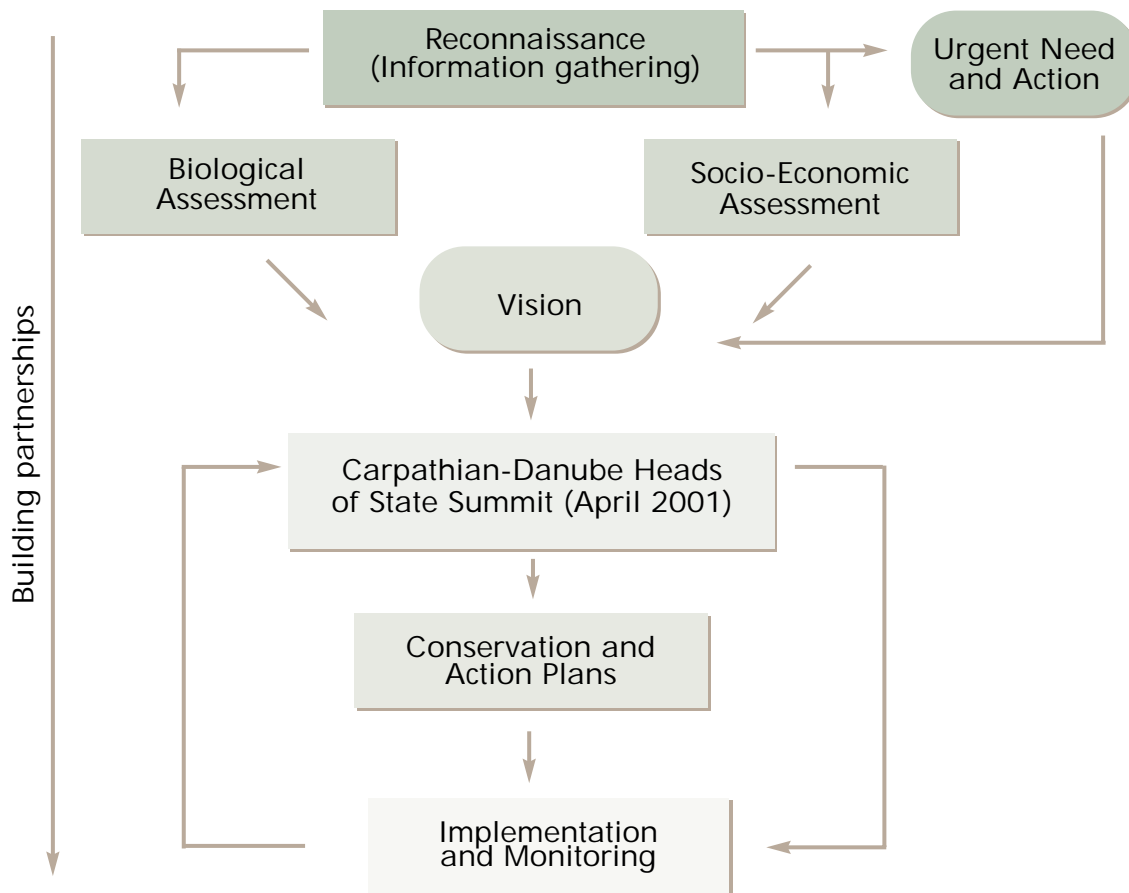 Reconnaissance
(Information gathering)
Urgent Need
and Action
Biological
Assessment
Socio-Economic
Assessment
Vision
Building partnerships
Carpathian-Danube Heads
of State Summit (April 2001)
Conservation and
Action Plans
Implementation
and Monitoring